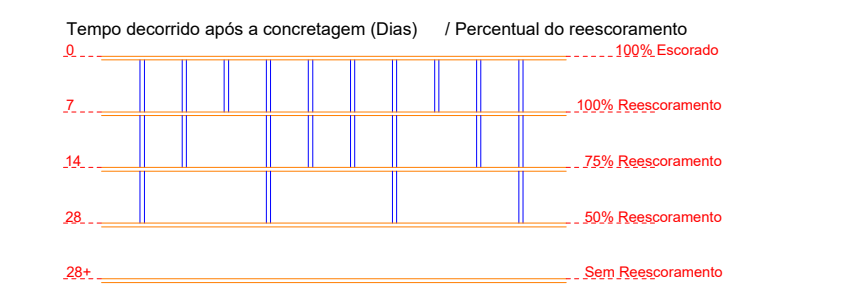 Tempo decorrido após a concretagem (Dias) / Percentual do reescoramento
0 100% Escorado
7 100% Reescoramento
14 75% Reescoramento
28 50% Reescoramento
28+ Sem Reescoramento